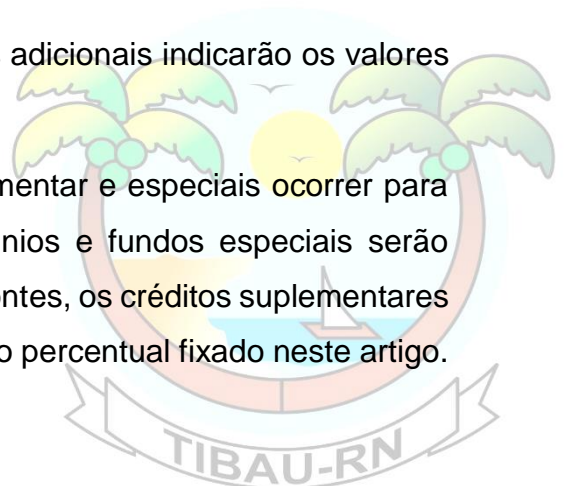 s adicionais indicarão os valores
mentar e especiais ocorrer para
nios e fundos especiais serão
ontes, os créditos suplementares
o percentual fixado neste artigo.
TIBAU-RN